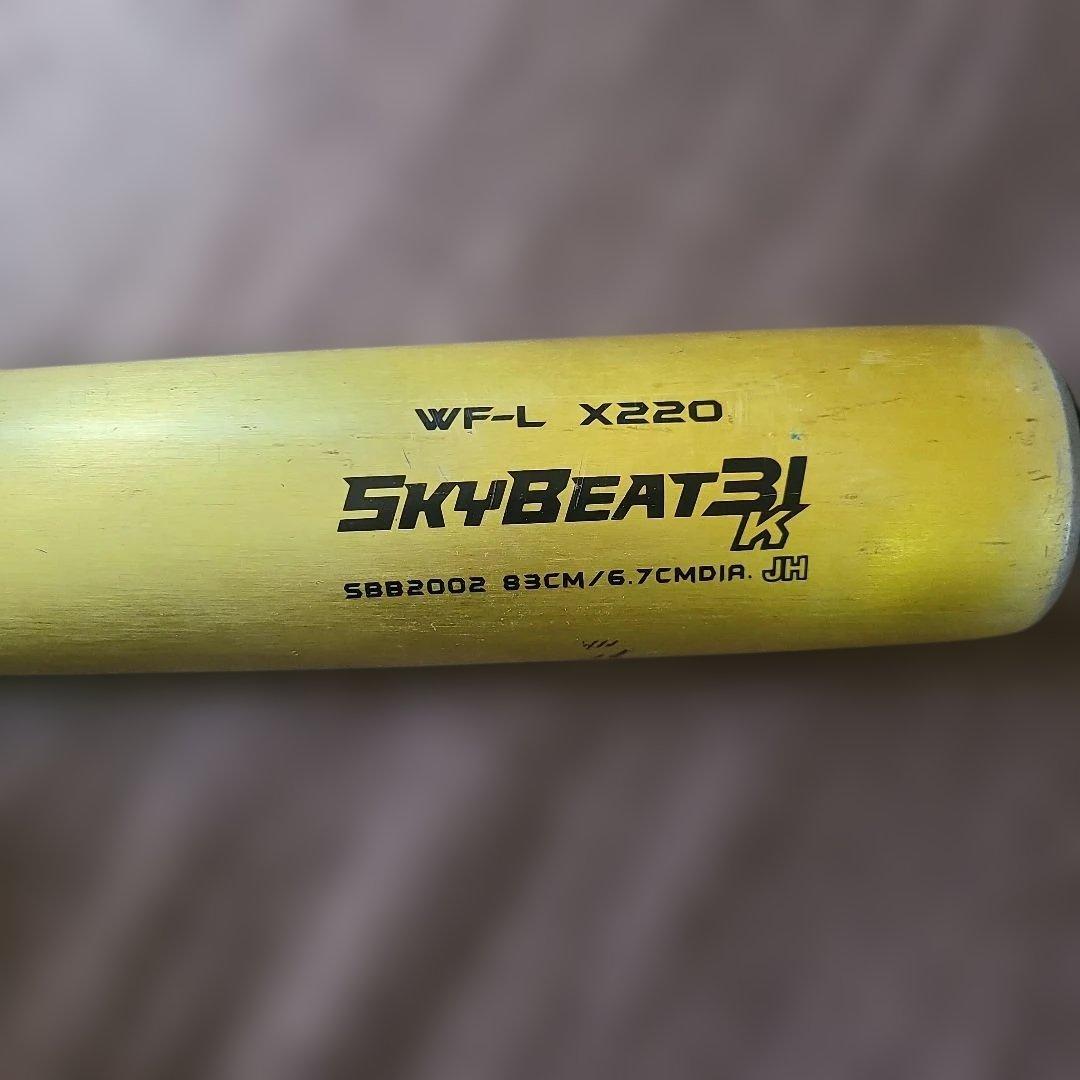 WF-L X220
SKYBEAT31
K
SBB2002 83CM/6.7CMDIA. JH